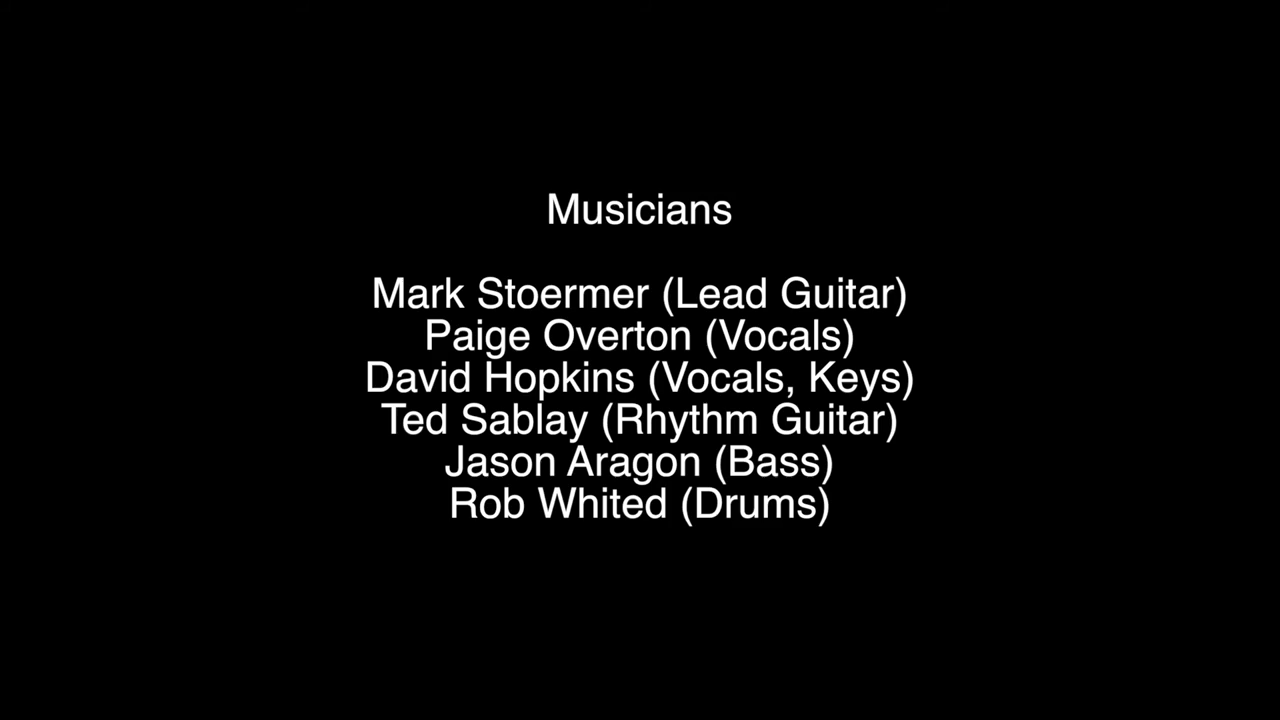 Musicians
Mark Stoermer (Lead Guitar)
Paige Overton (Vocals)
David Hopkins (Vocals, Keys)
Ted Sablay (Rhythm Guitar)
Jason Aragon (Bass)
Rob Whited (Drums)